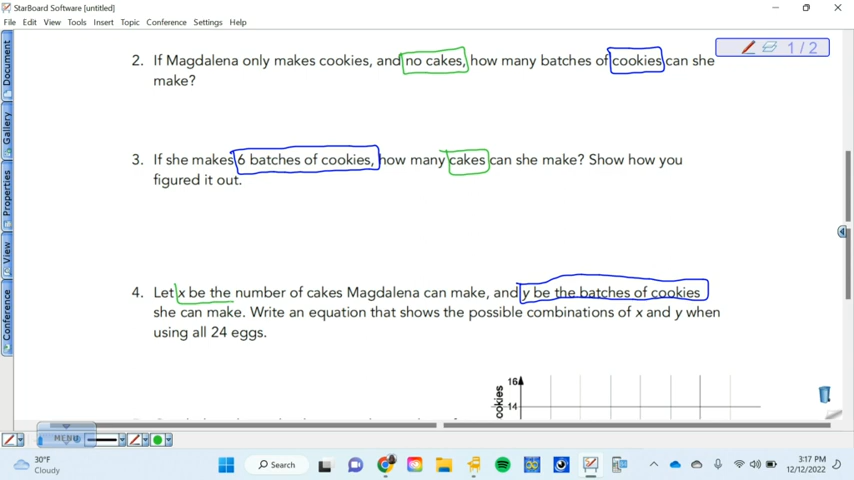 StarBoard Software [untitled]
File Edit View Tools Insert Topic Conference Settings Help
Document
Gallery
Properties
View
Conference
1 / 2
2. If Magdalena only makes cookies, and no cakes, how many batches of cookies can she
make?
3. If she makes 6 batches of cookies, how many cakes can she make? Show how you
figured it out.
4. Let x be the number of cakes Magdalena can make, and y be the batches of cookies
she can make. Write an equation that shows the possible combinations of x and y when
using all 24 eggs.
16
14
ookies
MENU
30°F
Cloudy
Search
3:17 PM
12/12/2022